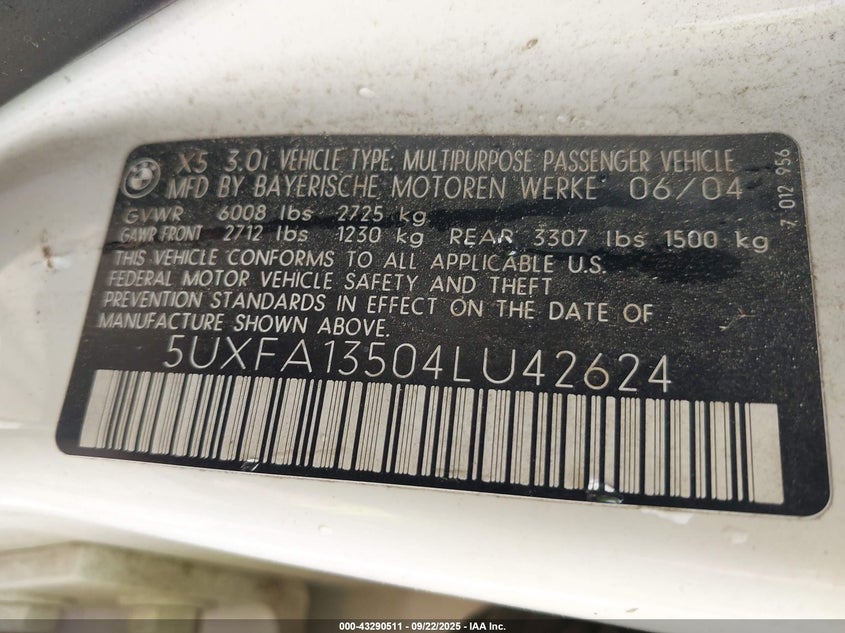 X5 3.0i VEHICLE TYPE: MULTIPURPOSE PASSENGER VEHICLE
MFD BY BAYERISCHE MOTOREN WERKE 06/04
GVWR 6008 lbs 2725 kg
GAWR FRONT 2712 lbs 1230 kg REAR 3307 lbs 1500 kg
THIS VEHICLE CONFORMS TO ALL APPLICABLE U.S.
FEDERAL MOTOR VEHICLE SAFETY AND THEFT
PREVENTION STANDARDS IN EFFECT ON THE DATE OF
MANUFACTURE SHOWN ABOVE.
5UXFA13504LU42624
7 012 956
000-43290511 - 09/22/2025 - IAA Inc.